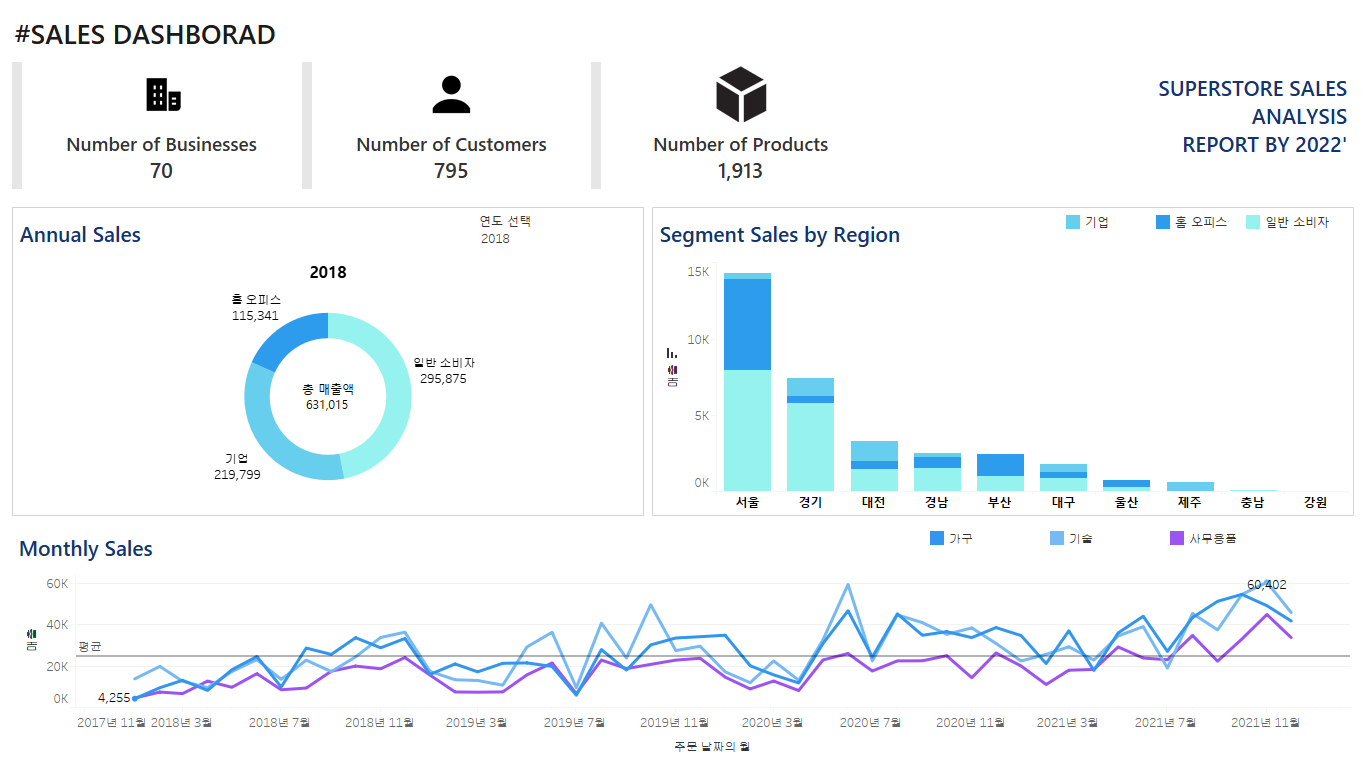 #SALES DASHBORAD
Number of Businesses
70
Number of Customers
795
Number of Products
1,913
SUPERSTORE SALES
ANALYSIS
REPORT BY 2022'
Annual Sales
연도 선택
2018
2018
홈 오피스
115,341
일반 소비자
295,875
총 매출액
631,015
기업
219,799
Segment Sales by Region
기업
홈 오피스
일반 소비자
15K
10K
5K
0K
매출
서울
경기
대전
경남
부산
대구
울산
제주
충남
강원
Monthly Sales
가구
기술
사무용품
60K
40K
20K
0K
매출
평균
4,255
60,402
2017년 11월
2018년 3월
2018년 7월
2018년 11월
2019년 3월
2019년 7월
2019년 11월
2020년 3월
2020년 7월
2020년 11월
2021년 3월
2021년 7월
2021년 11월
주문 날짜의 월